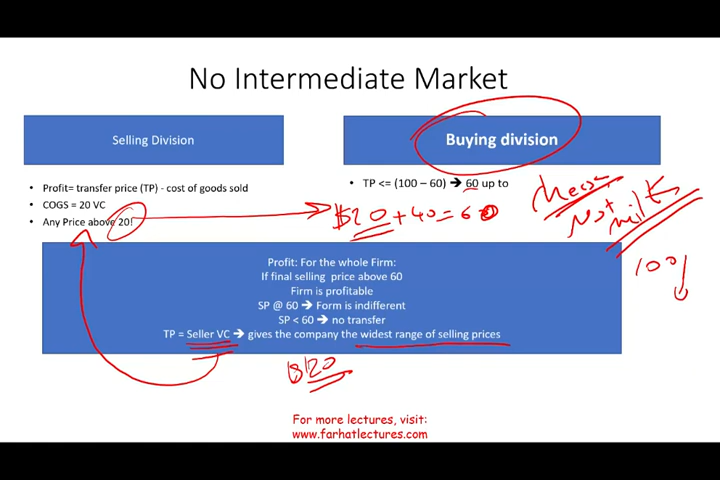 No Intermediate Market
Selling Division
Buying division
• Profit= transfer price (TP) - cost of goods sold
• COGS = 20 VC
• Any Price above 20!
• TP <= (100 – 60) → 60 up to
$20 + 40 = 60
cheese
Not milk
100%
Profit: For the whole Firm:
If final selling price above 60
Firm is profitable
SP @ 60 → Form is indifferent
SP < 60 → no transfer
TP = Seller VC → gives the company the widest range of selling prices
$20
For more lectures, visit:
www.farhatlectures.com